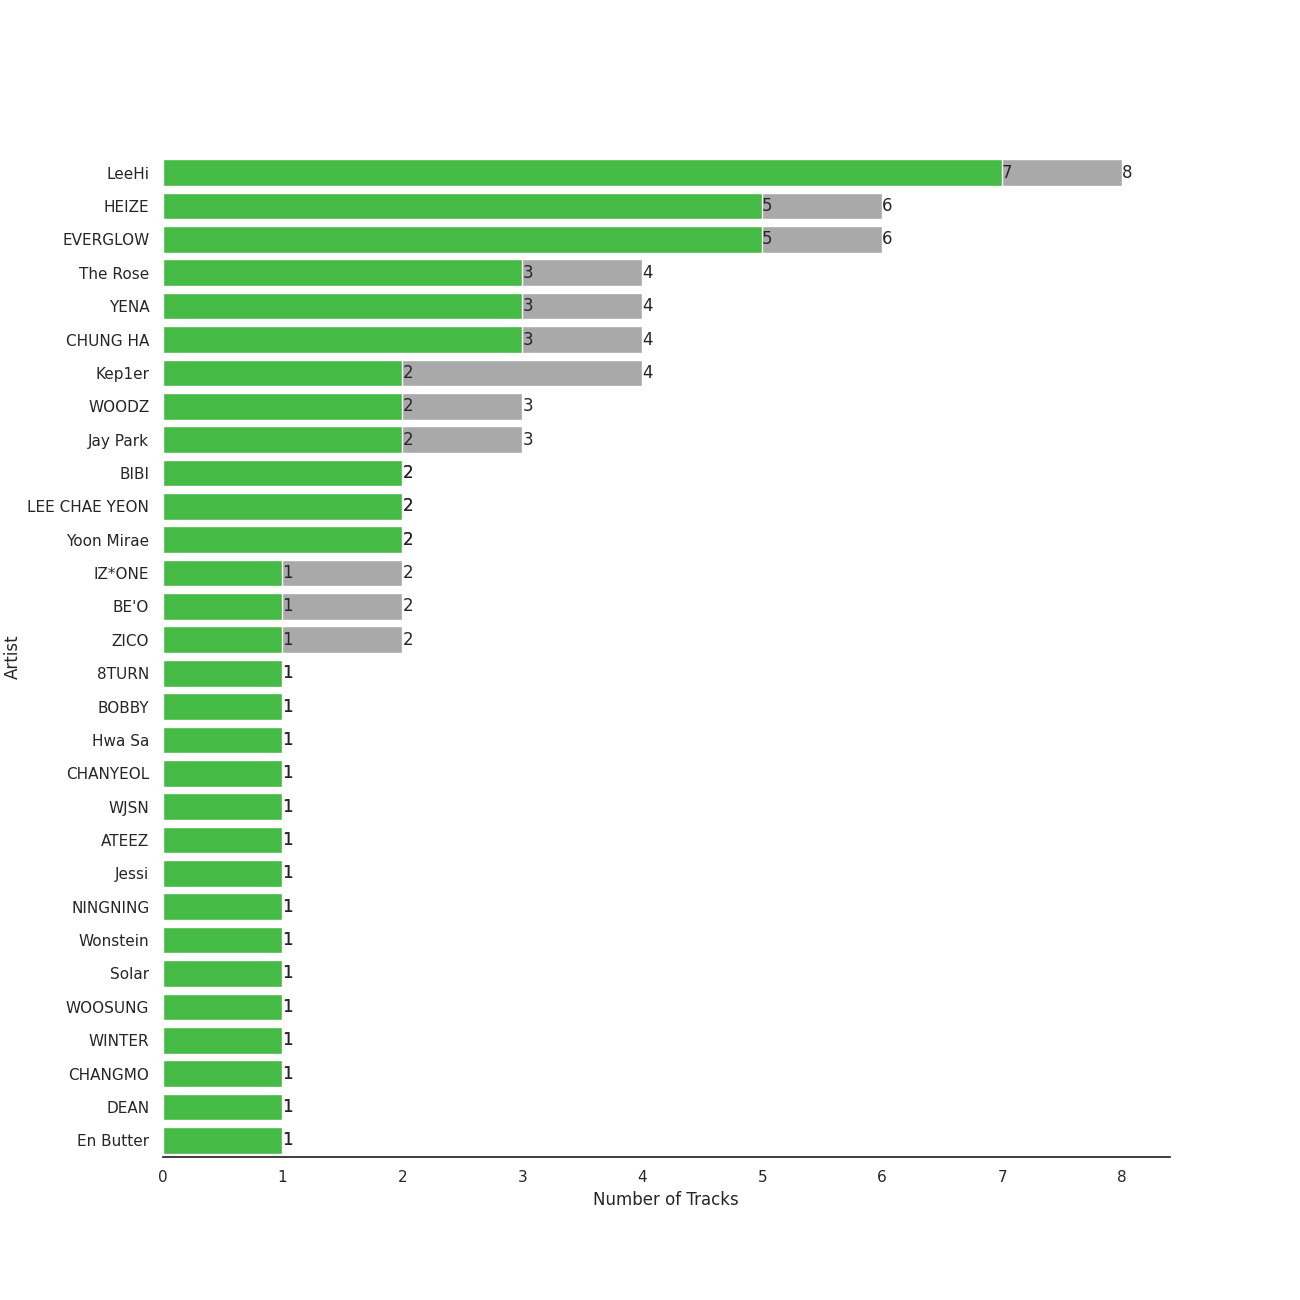 LeeHi 7 8
HEIZE 5 6
EVERGLOW 5 6
The Rose 3 4
YENA 3 4
CHUNG HA 3 4
Kep1er 2 4
WOODZ 2 3
Jay Park 2 3
BIBI 2
LEE CHAE YEON 2
Yoon Mirae 2
IZ*ONE 1 2
BE'O 1 2
ZICO 1 2
8TURN 1
BOBBY 1
Hwa Sa 1
CHANYEOL 1
WJSN 1
ATEEZ 1
Jessi 1
NINGNING 1
Wonstein 1
Solar 1
WOOSUNG 1
WINTER 1
CHANGMO 1
DEAN 1
En Butter 1
Artist
0 1 2 3 4 5 6 7 8
Number of Tracks